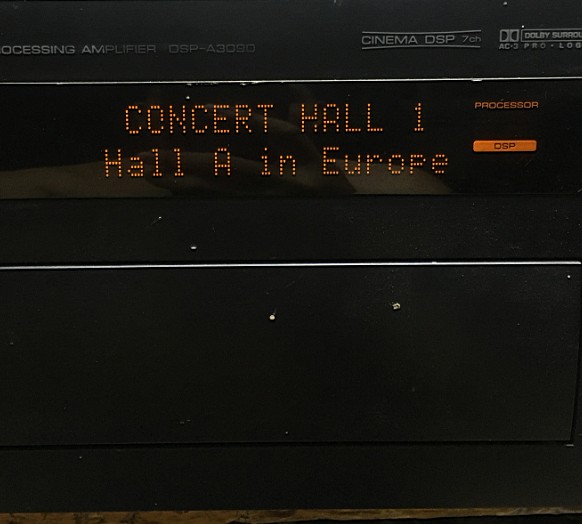 OCESSING AMPLIFIER DSP-A3090
CINEMA DSP 7ch
DOLBY SURROU
AC-3 PRO•LOG
CONCERT HALL 1
Hall A in Europe
PROCESSOR
DSP